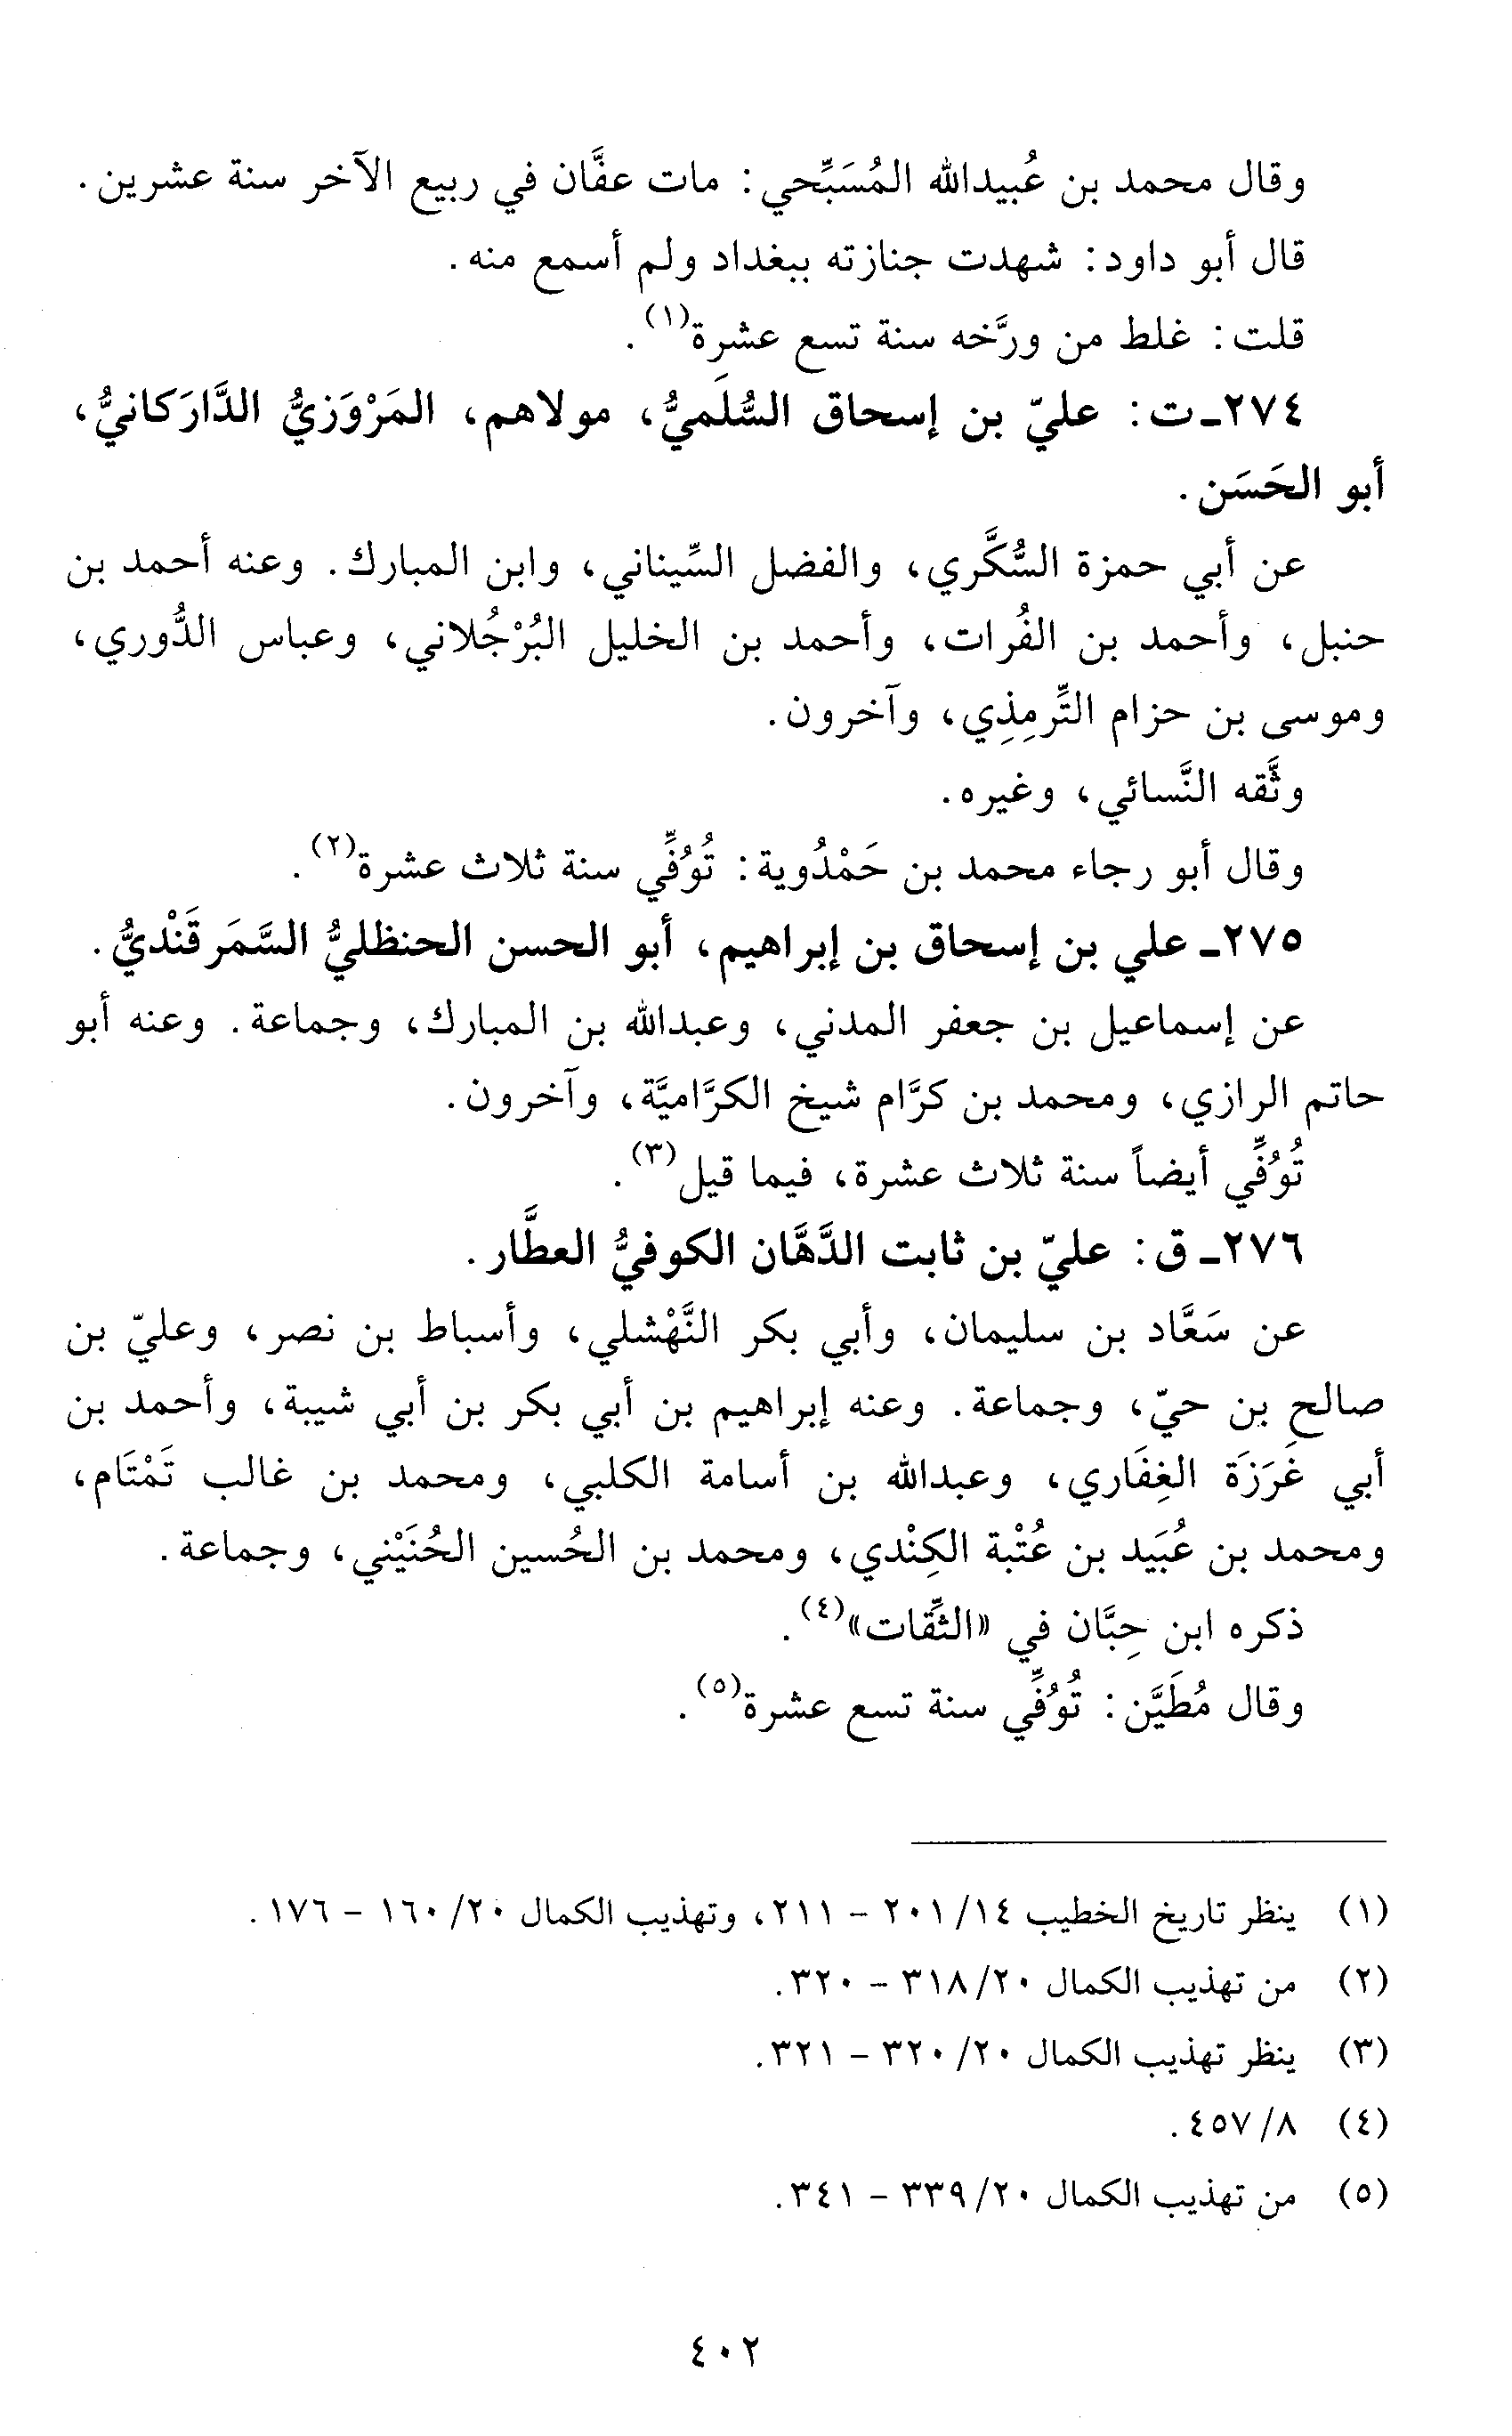 وقال محمد بن عُبيدالله المُسَبِّحي: مات عفَّان في ربيع الآخر سنة عشرين.
قال أبو داود: شهدت جنازته ببغداد ولم أسمع منه.
قلت: غلط من ورَّخه سنة تسع عشرة(١).
٢٧٤- ت: عليّ بن إسحاق السُّلَميُّ، مولاهم، المَرْوَزيُّ الدَّارَكانيُّ،
أبو الحَسَن.
عن أبي حمزة السُّكَّري، والفضل السِّيناني، وابن المبارك. وعنه أحمد بن
حنبل، وأحمد بن الفُرات، وأحمد بن الخليل البُرْجُلاني، وعباس الدُّوري،
وموسى بن حزام التِّرمِذِي، وآخرون.
وثَّقه النَّسائي، وغيره.
وقال أبو رجاء محمد بن حَمْدُوية: تُوُفِّي سنة ثلاث عشرة(٢).
٢٧٥- علي بن إسحاق بن إبراهيم، أبو الحسن الحنظليُّ السَّمَرقَنْديُّ.
عن إسماعيل بن جعفر المدني، وعبدالله بن المبارك، وجماعة. وعنه أبو
حاتم الرازي، ومحمد بن كرَّام شيخ الكرَّاميَّة، وآخرون.
تُوُفِّي أيضاً سنة ثلاث عشرة، فيما قيل(٣).
٢٧٦- ق: عليّ بن ثابت الدَّهَّان الكوفيُّ العطَّار.
عن سَعَّاد بن سليمان، وأبي بكر النَّهْشلي، وأسباط بن نصر، وعليّ بن
صالح بن حيّ، وجماعة. وعنه إبراهيم بن أبي بكر بن أبي شيبة، وأحمد بن
أبي غَرَزَة الغِفَاري، وعبدالله بن أسامة الكلبي، ومحمد بن غالب تَمْتَام،
ومحمد بن عُبَيد بن عُتْبة الكِنْدي، ومحمد بن الحُسين الحُنَيْني، وجماعة.
ذكره ابن حِبَّان في «الثِّقات»(٤).
وقال مُطَيَّن: تُوُفِّي سنة تسع عشرة(٥).
(١) ينظر تاريخ الخطيب ١٤/ ٢٠١ - ٢١١، وتهذيب الكمال ٢٠/ ١٦٠ - ١٧٦.
(٢) من تهذيب الكمال ٢٠/ ٣١٨ - ٣٢٠.
(٣) ينظر تهذيب الكمال ٢٠/ ٣٢٠ - ٣٢١.
(٤) ٨/ ٤٥٧.
(٥) من تهذيب الكمال ٢٠/ ٣٣٩ - ٣٤١.
٤٠٢